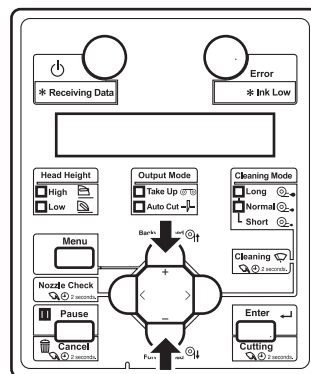 Error
* Receiving Data
* Ink Low
Head Height
High
Low
Output Mode
Take Up
Auto Cut
Cleaning Mode
Long
Normal
Short
Menu
Cleaning
2 seconds.
+
< >
−
Nozzle Check
2 seconds.
Pause
Cancel
2 seconds.
Enter
Cutting
2 seconds.